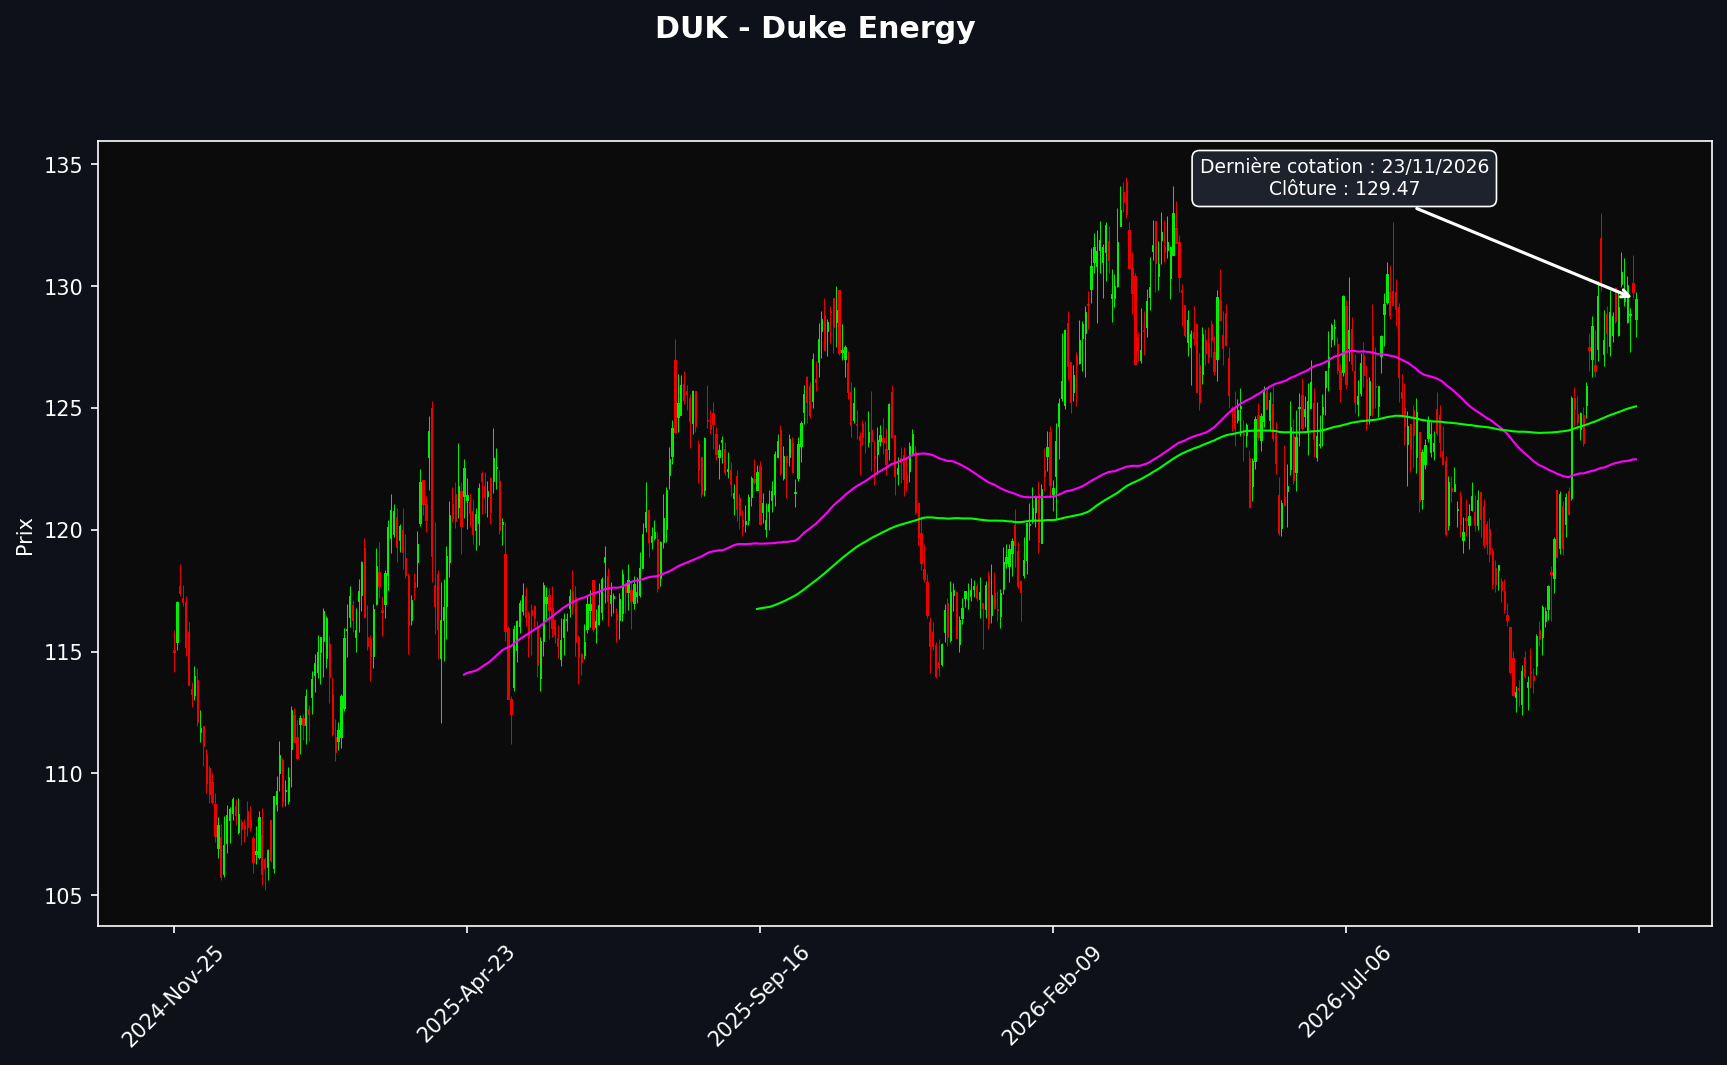 DUK - Duke Energy
Dernière cotation : 23/11/2026
Clôture : 129.47
Prix
135
130
125
120
115
110
105
2024-Nov-25
2025-Apr-23
2025-Sep-16
2026-Feb-09
2026-Jul-06